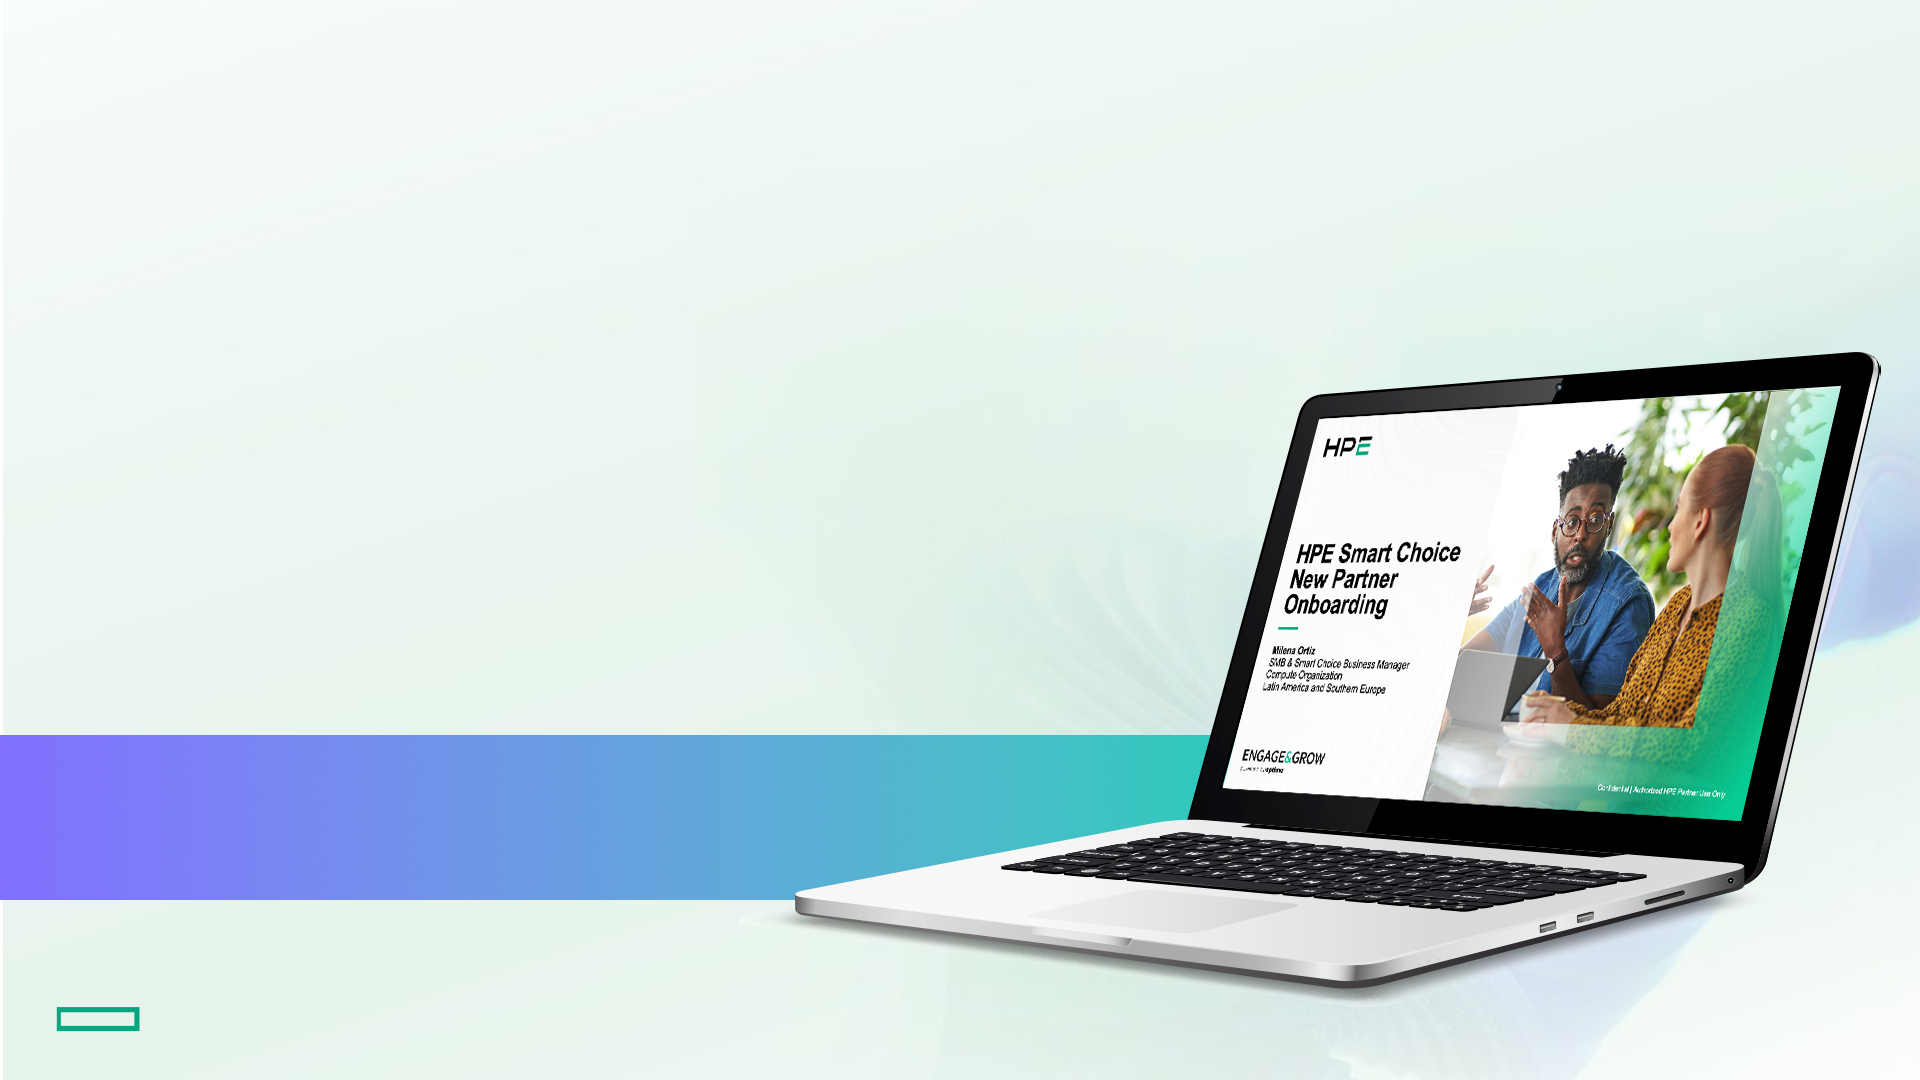 HPE
HPE Smart Choice
New Partner
Onboarding
Milena Ortiz
SMB & Smart Choice Business Manager
Compute Organization
Latin America and Southern Europe
ENGAGE&GROW
Confidential | Authorized HPE Partner Use Only